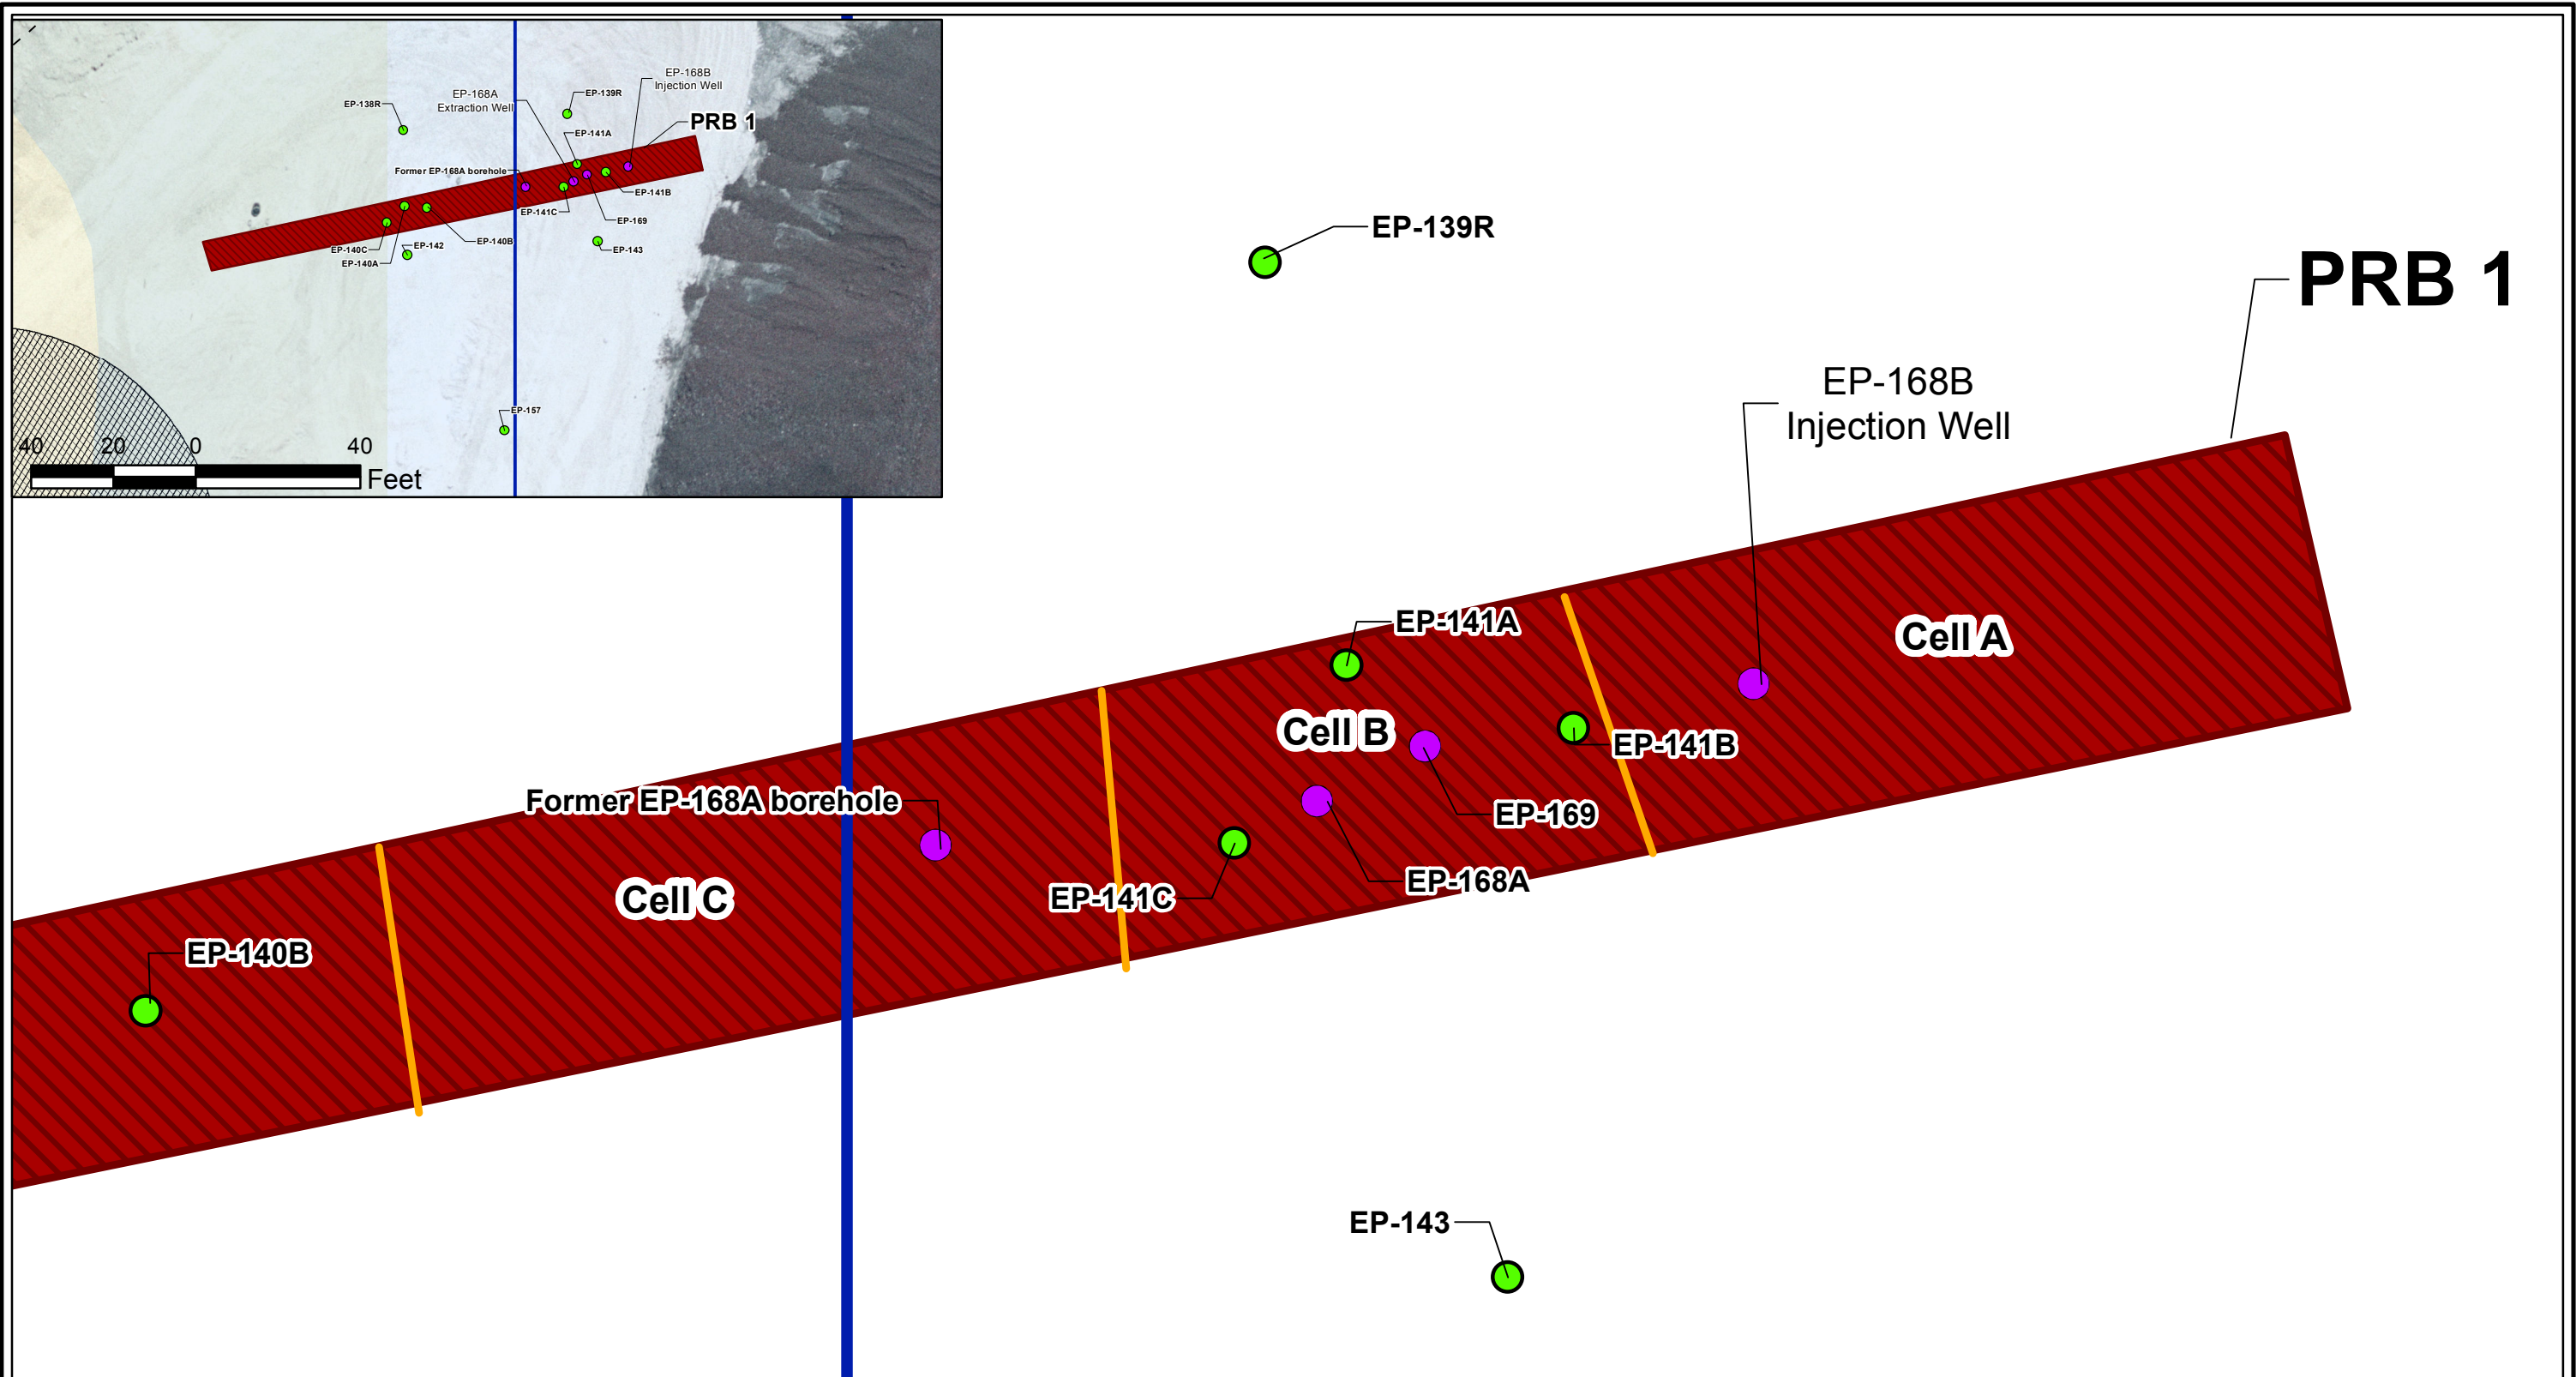 EP-168B
Injection Well
EP-168A
Extraction Well
EP-139R
EP-138R
PRB 1
EP-141A
Former EP-168A borehole
EP-141B
EP-141C
EP-169
EP-140C
EP-142
EP-140B
EP-143
EP-140A
EP-157
40 20 0 40
Feet
EP-139R
PRB 1
EP-168B
Injection Well
EP-141A
Cell A
Cell B
EP-141B
Former EP-168A borehole
EP-169
EP-168A
Cell C
EP-141C
EP-140B
EP-143